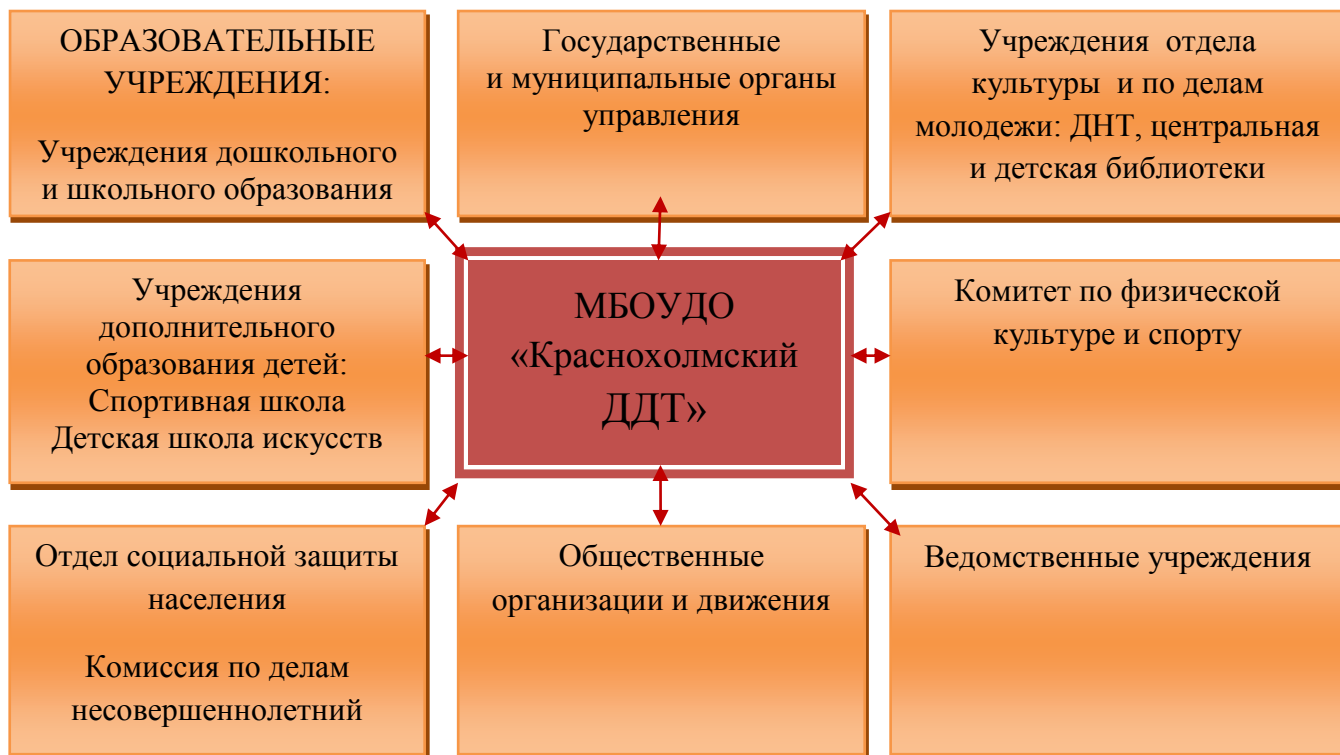 ОБРАЗОВАТЕЛЬНЫЕ
УЧРЕЖДЕНИЯ:
Учреждения дошкольного
и школьного образования
Государственные
и муниципальные органы
управления
Учреждения отдела
культуры и по делам
молодежи: ДНТ, центральная
и детская библиотеки
Учреждения
дополнительного
образования детей:
Спортивная школа
Детская школа искусств
МБОУДО
«Краснохолмский
ДДТ»
Комитет по физической
культуре и спорту
Отдел социальной защиты
населения
Комиссия по делам
несовершеннолетний
Общественные
организации и движения
Ведомственные учреждения